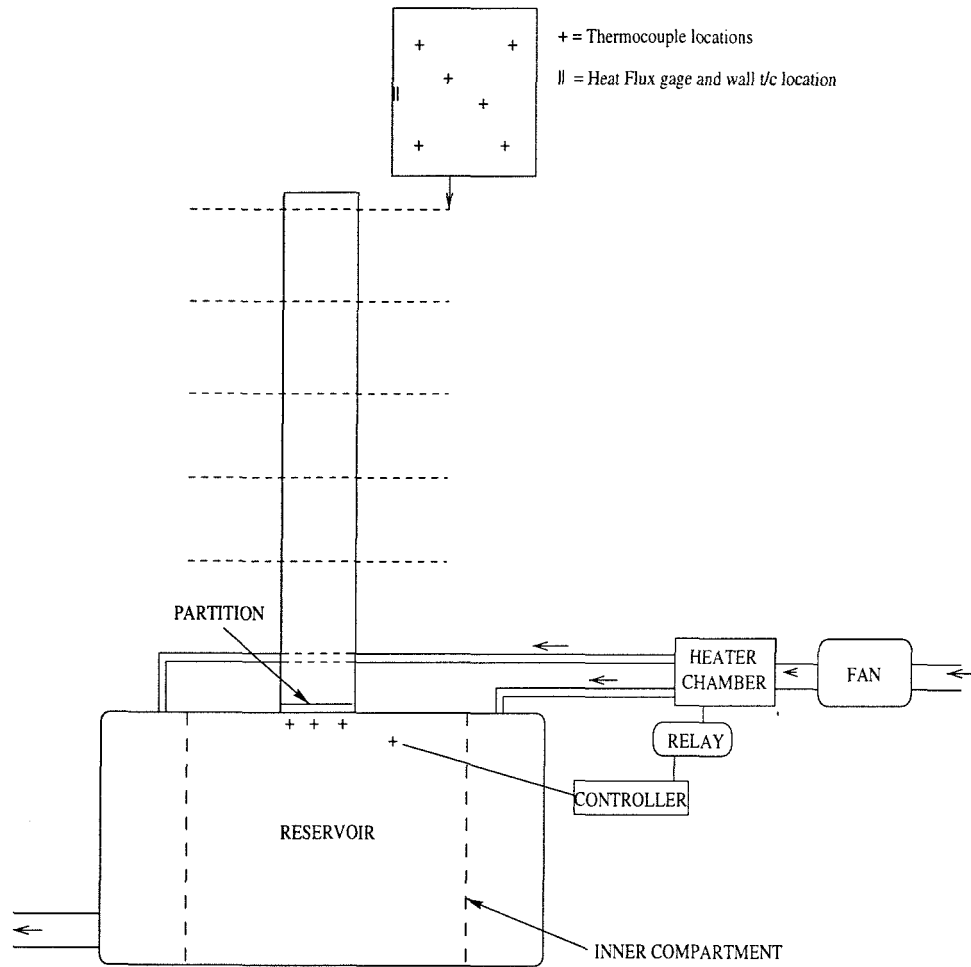 + = Thermocouple locations
|| = Heat Flux gage and wall t/c location
PARTITION
HEATER
CHAMBER
FAN
RELAY
CONTROLLER
RESERVOIR
INNER COMPARTMENT